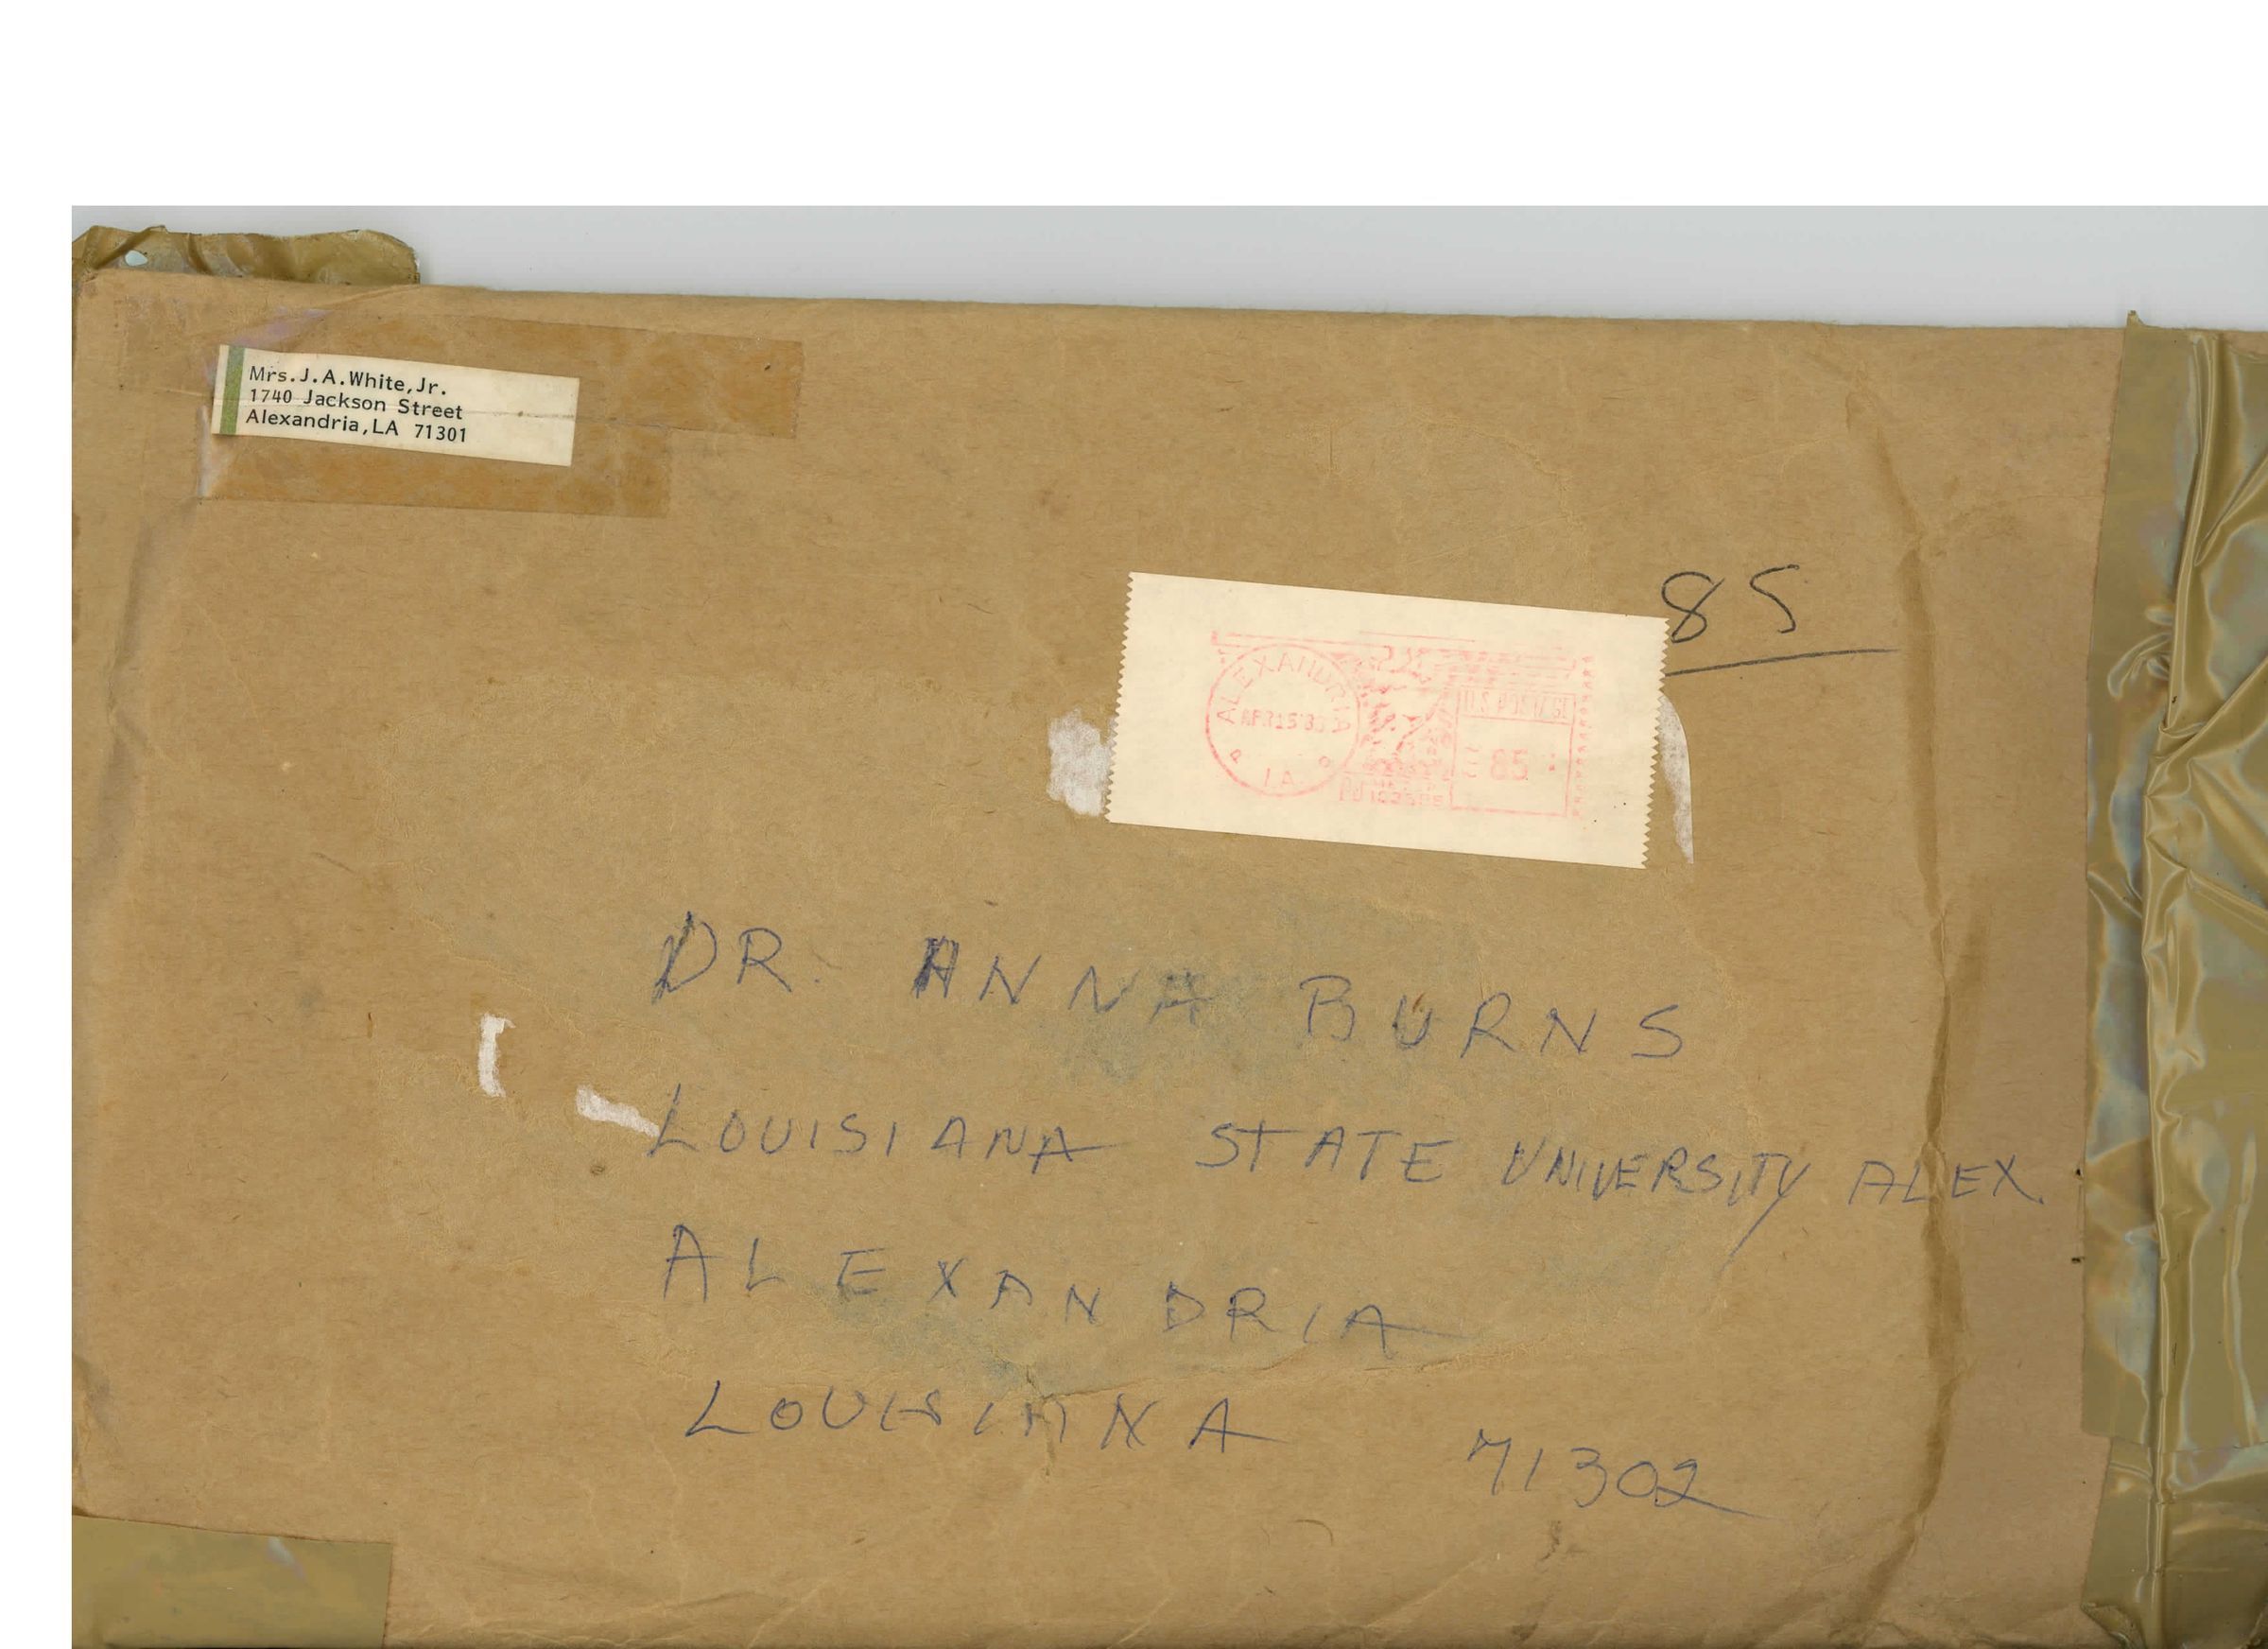 Mrs.J.A.White,Jr.
1740 Jackson Street
Alexandria,LA 71301
85
ALEXANDRIA
LA
U.S.POSTAGE
85
DR. ANNA BURNS
LOUISIANA STATE UNIVERSITY ALEX.
ALEXANDRIA
LOUISIANA 71302